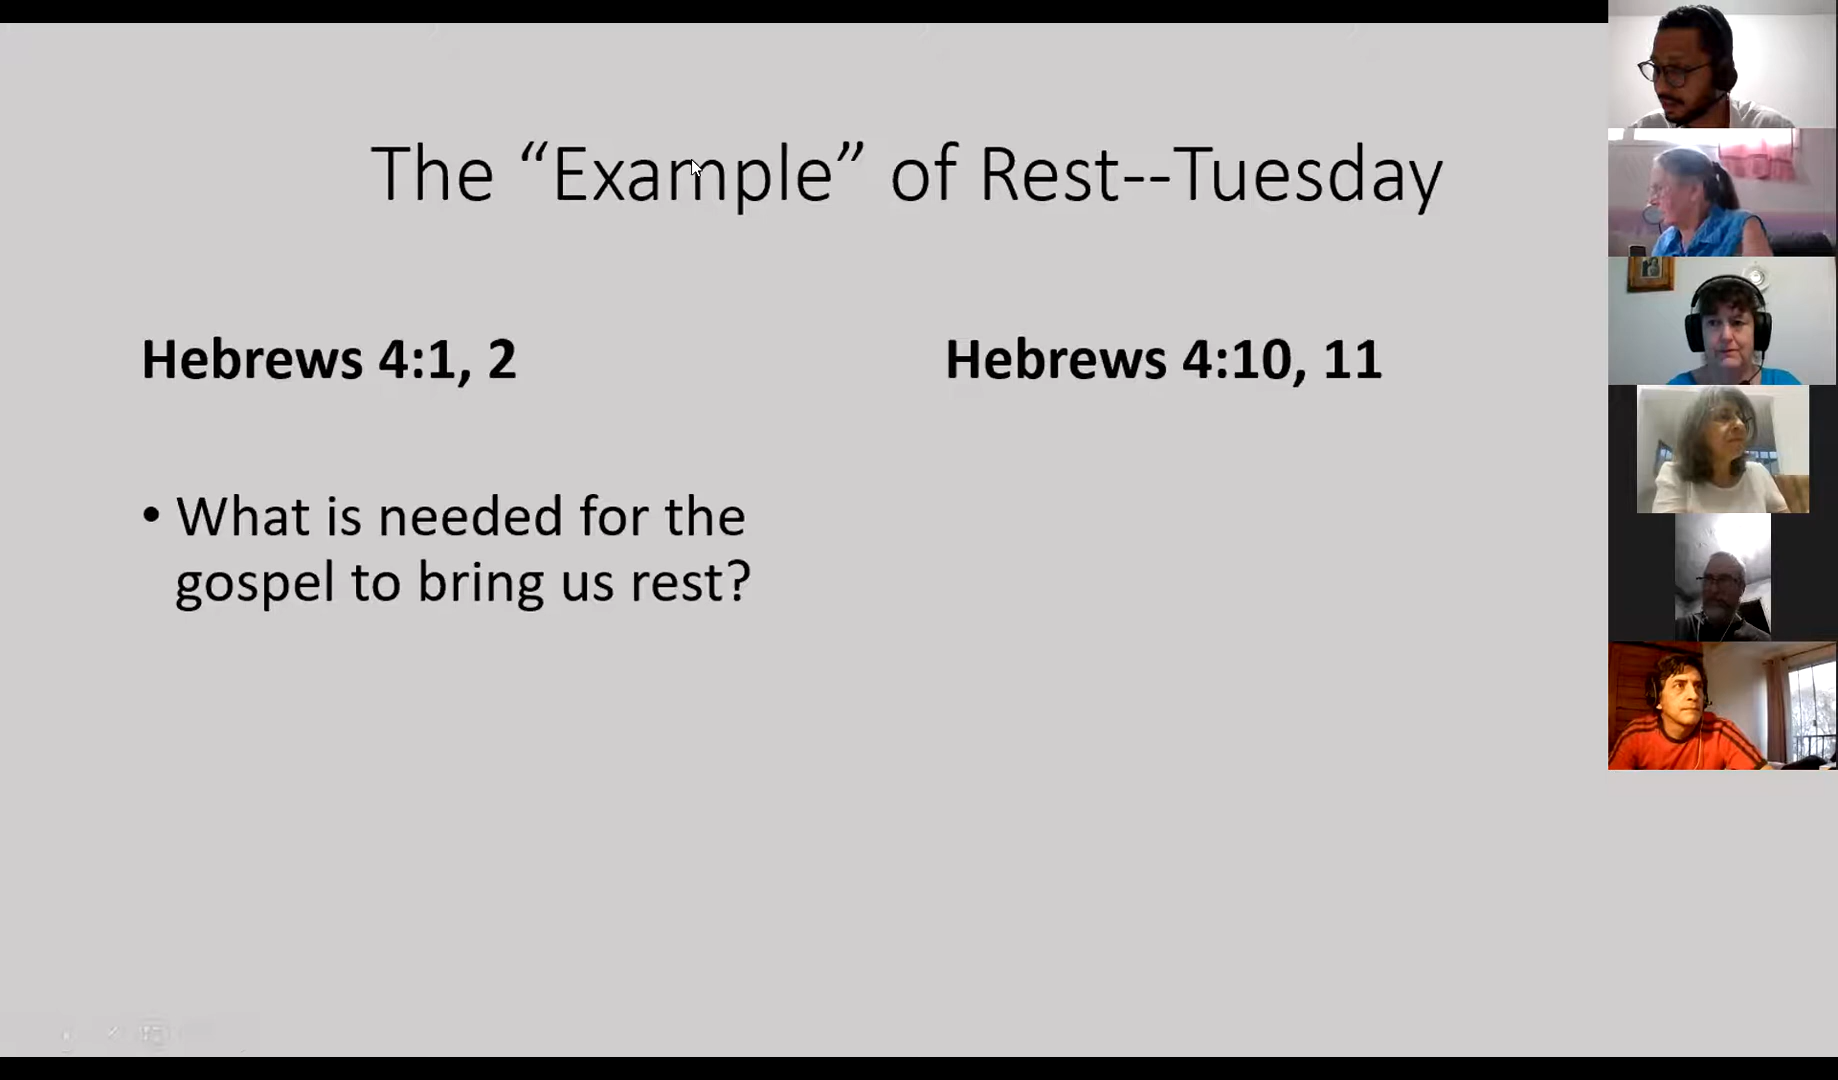 The “Example” of Rest--Tuesday
Hebrews 4:1, 2
Hebrews 4:10, 11
• What is needed for the
gospel to bring us rest?